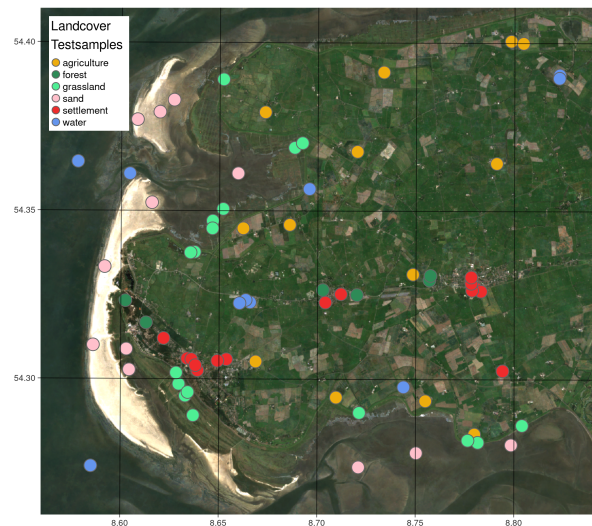 Landcover
Testsamples
agriculture
forest
grassland
sand
settlement
water
54.40
54.35
54.30
8.60
8.65
8.70
8.75
8.80